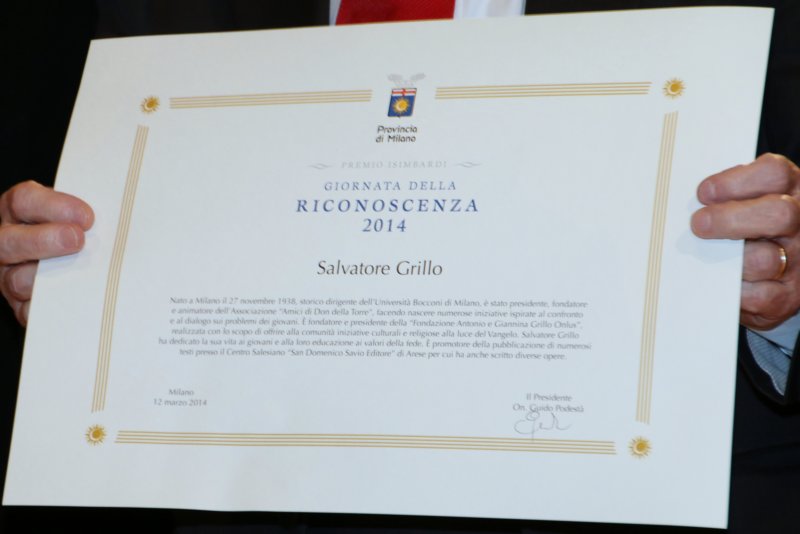 Provincia
di Milano
PREMIO ISIMBARDI
GIORNATA DELLA
RICONOSCENZA
2014
Salvatore Grillo
Nato a Milano il 27 novembre 1938, storico dirigente dell'Università Bocconi di Milano, è stato presidente, fondatore
e animatore dell'Associazione "Amici di Don della Torre", facendo nascere numerose iniziative ispirate al confronto
e al dialogo sui problemi dei giovani. È fondatore e presidente della "Fondazione Antonio e Giannina Grillo Onlus",
realizzata con lo scopo di offrire alla comunità iniziative culturali e religiose alla luce del Vangelo. Salvatore Grillo
ha dedicato la sua vita ai giovani e alla loro educazione ai valori della fede. È promotore della pubblicazione di numerosi
testi presso il Centro Salesiano "San Domenico Savio Editore" di Arese per cui ha anche scritto diverse opere.
Milano
12 marzo 2014
Il Presidente
On. Guido Podestà